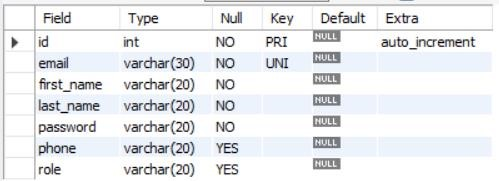 Field Type Null Key Default Extra
id int NO PRI NULL auto_increment
email varchar(30) NO UNI NULL
first_name varchar(20) NO NULL
last_name varchar(20) NO NULL
password varchar(20) NO NULL
phone varchar(20) YES NULL
role varchar(20) YES NULL